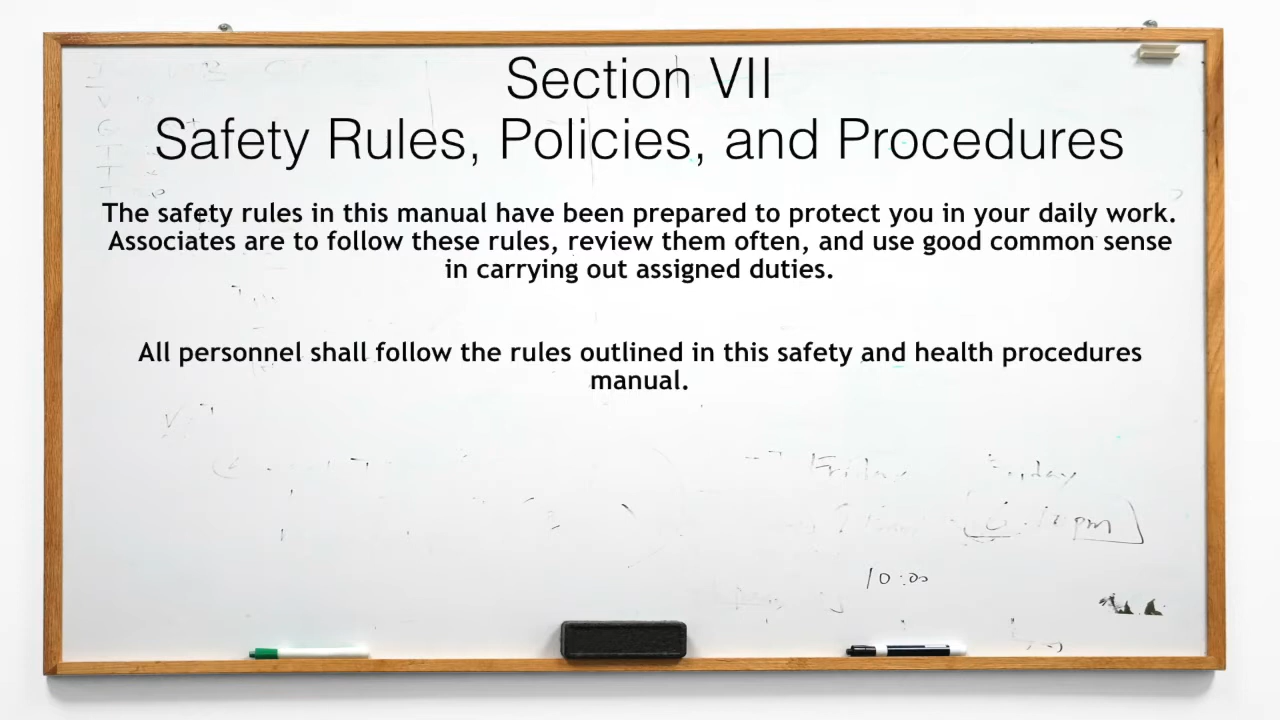 Section VII
Safety Rules, Policies, and Procedures
The safety rules in this manual have been prepared to protect you in your daily work.
Associates are to follow these rules, review them often, and use good common sense
in carrying out assigned duties.
All personnel shall follow the rules outlined in this safety and health procedures
manual.
Friday Friday
10:00